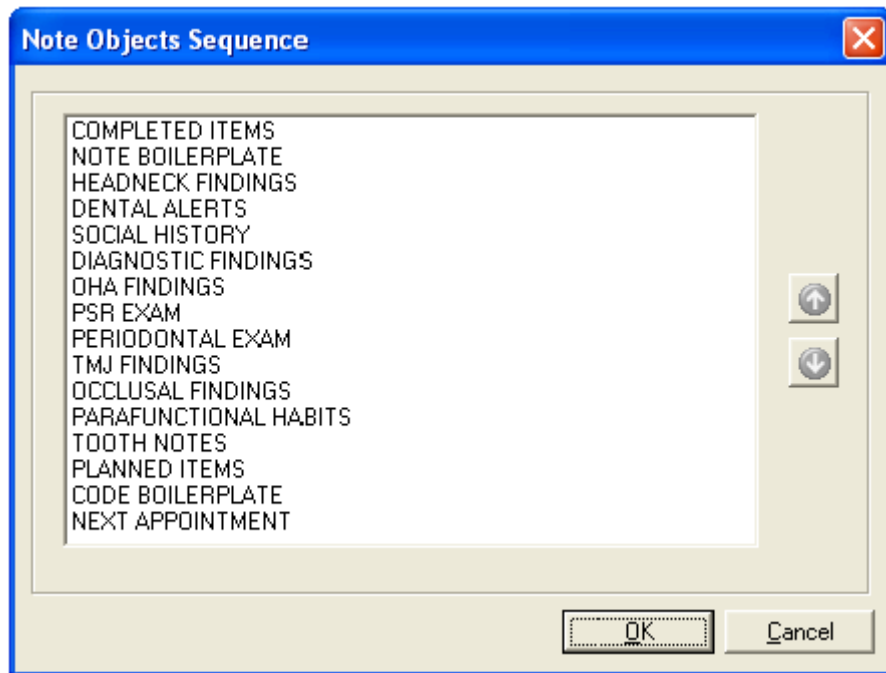 Note Objects Sequence
COMPLETED ITEMS
NOTE BOILERPLATE
HEADNECK FINDINGS
DENTAL ALERTS
SOCIAL HISTORY
DIAGNOSTIC FINDINGS
OHA FINDINGS
PSR EXAM
PERIODONTAL EXAM
TMJ FINDINGS
OCCLUSAL FINDINGS
PARAFUNCTIONAL HABITS
TOOTH NOTES
PLANNED ITEMS
CODE BOILERPLATE
NEXT APPOINTMENT
OK Cancel